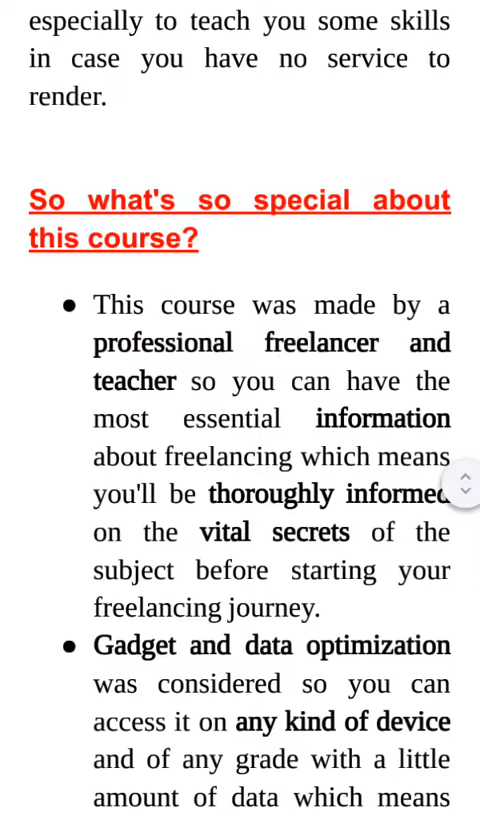 especially to teach you some skills
in case you have no service to
render.
So what's so special about
this course?
● This course was made by a
professional freelancer and
teacher so you can have the
most essential information
about freelancing which means
you'll be thoroughly informed
on the vital secrets of the
subject before starting your
freelancing journey.
● Gadget and data optimization
was considered so you can
access it on any kind of device
and of any grade with a little
amount of data which means